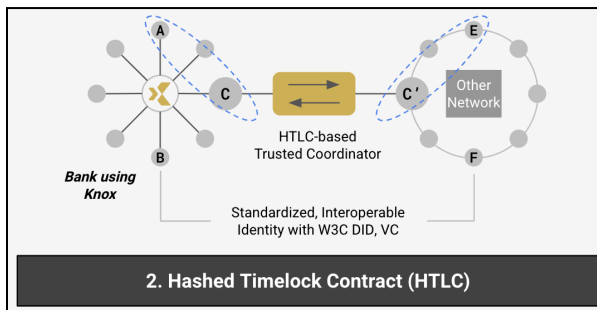 A
E
C
C'
Other
Network
HTLC-based
Trusted Coordinator
B
F
Bank using
Knox
Standardized, Interoperable
Identity with W3C DID, VC
2. Hashed Timelock Contract (HTLC)